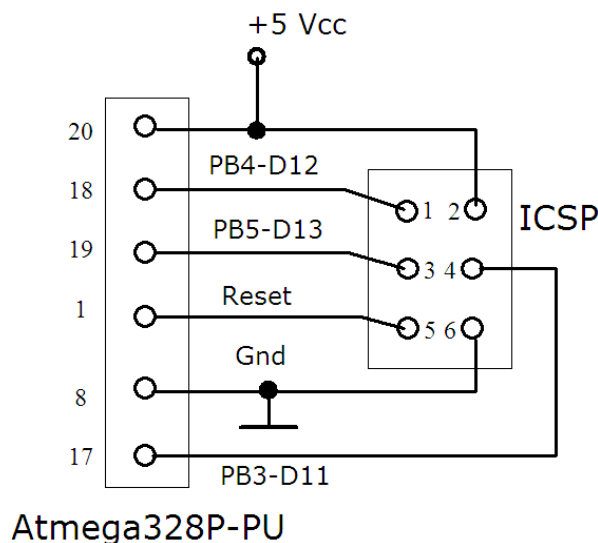 +5 Vcc
20
PB4-D12
18
1 2
ICSP
PB5-D13
19
3 4
Reset
1
5 6
Gnd
8
17
PB3-D11
Atmega328P-PU